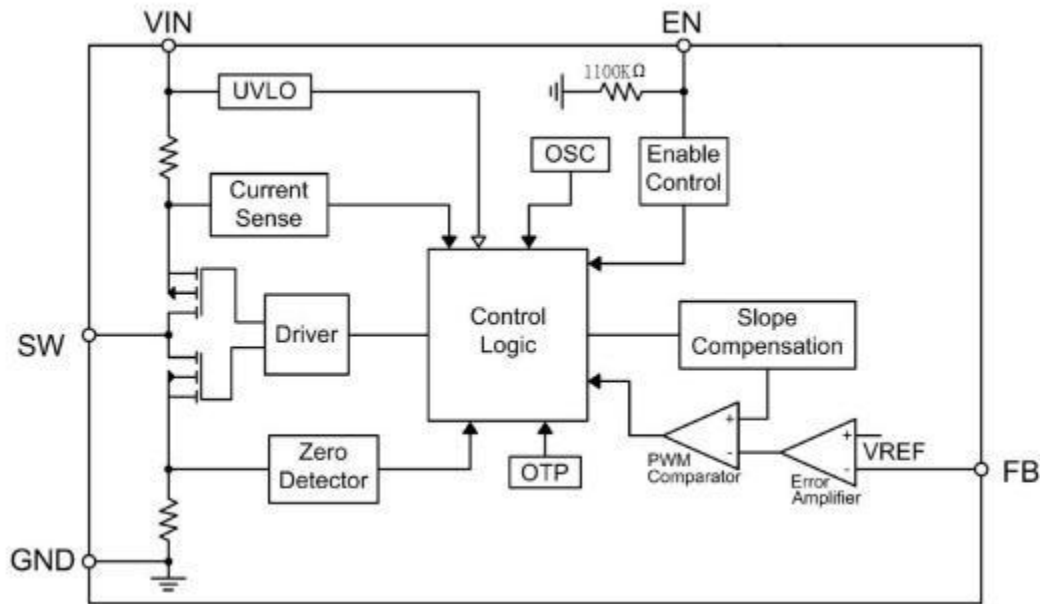 VIN
EN
1100KΩ
UVLO
OSC
Enable
Control
Current
Sense
SW
Driver
Control
Logic
Slope
Compensation
+
-
PWM
Comparator
+
-
VREF
Error
Amplifier
FB
Zero
Detector
OTP
GND